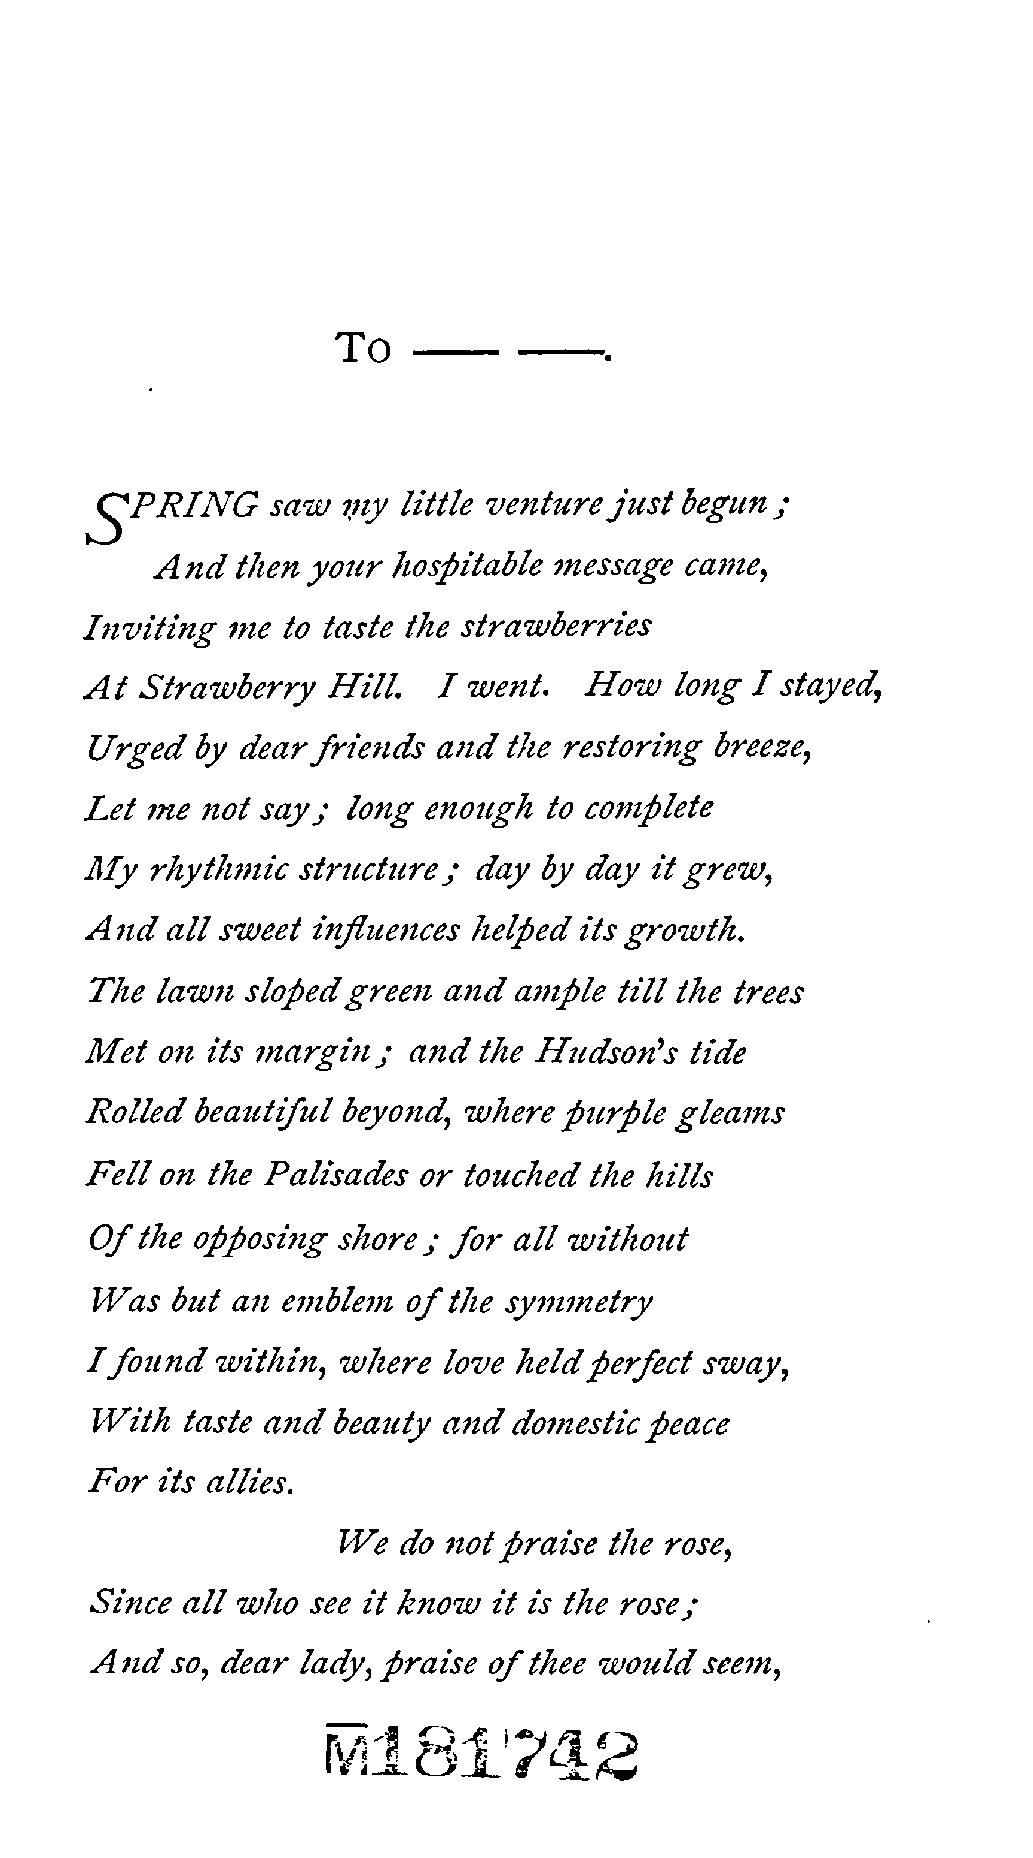 To — —.
SPRING saw my little venture just begun;
And then your hospitable message came,
Inviting me to taste the strawberries
At Strawberry Hill. I went. How long I stayed,
Urged by dear friends and the restoring breeze,
Let me not say; long enough to complete
My rhythmic structure; day by day it grew,
And all sweet influences helped its growth.
The lawn sloped green and ample till the trees
Met on its margin; and the Hudson's tide
Rolled beautiful beyond, where purple gleams
Fell on the Palisades or touched the hills
Of the opposing shore; for all without
Was but an emblem of the symmetry
I found within, where love held perfect sway,
With taste and beauty and domestic peace
For its allies.
We do not praise the rose,
Since all who see it know it is the rose;
And so, dear lady, praise of thee would seem,
M181742